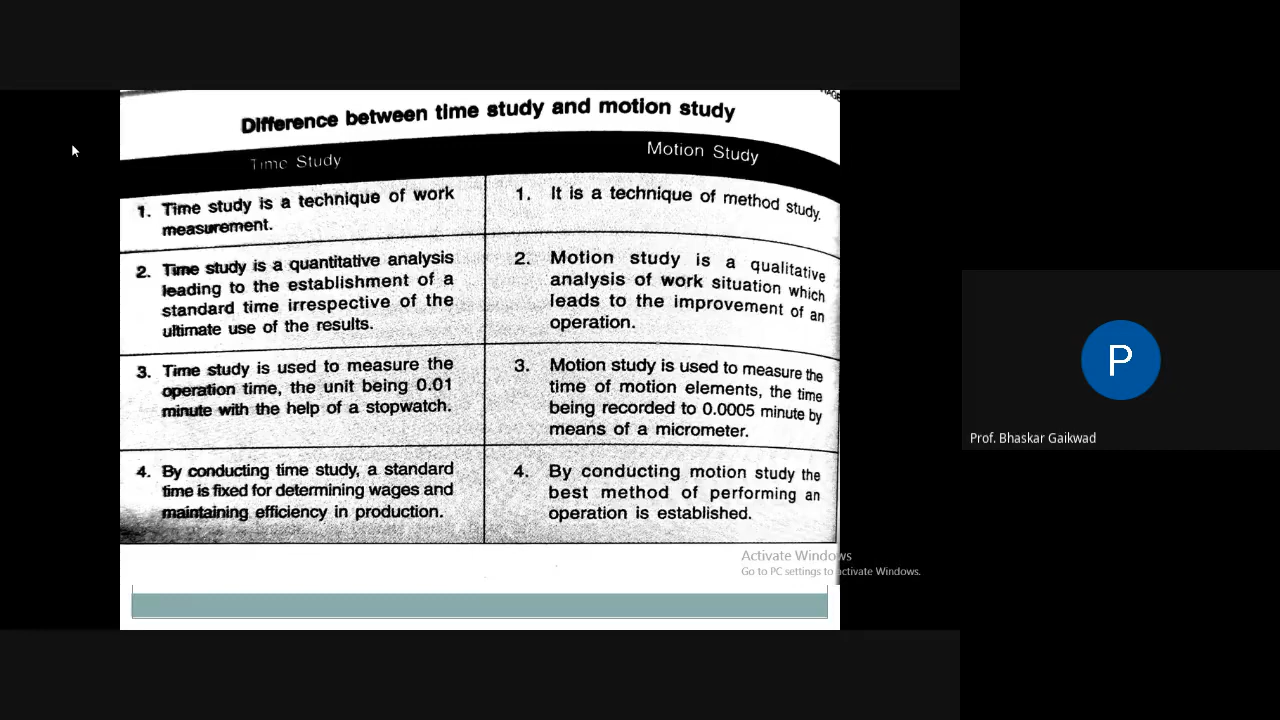 Difference between time study and motion study
Time Study
Motion Study
1. Time study is a technique of work
measurement.
1. It is a technique of method study.
2. Time study is a quantitative analysis
leading to the establishment of a
standard time irrespective of the
ultimate use of the results.
2. Motion study is a qualitative
analysis of work situation which
leads to the improvement of an
operation.
3. Time study is used to measure the
operation time, the unit being 0.01
minute with the help of a stopwatch.
3. Motion study is used to measure the
time of motion elements, the time
being recorded to 0.0005 minute by
means of a micrometer.
4. By conducting time study, a standard
time is fixed for determining wages and
maintaining efficiency in production.
4. By conducting motion study the
best method of performing an
operation is established.
Activate Windows
Go to PC settings to activate Windows.
P
Prof. Bhaskar Gaikwad